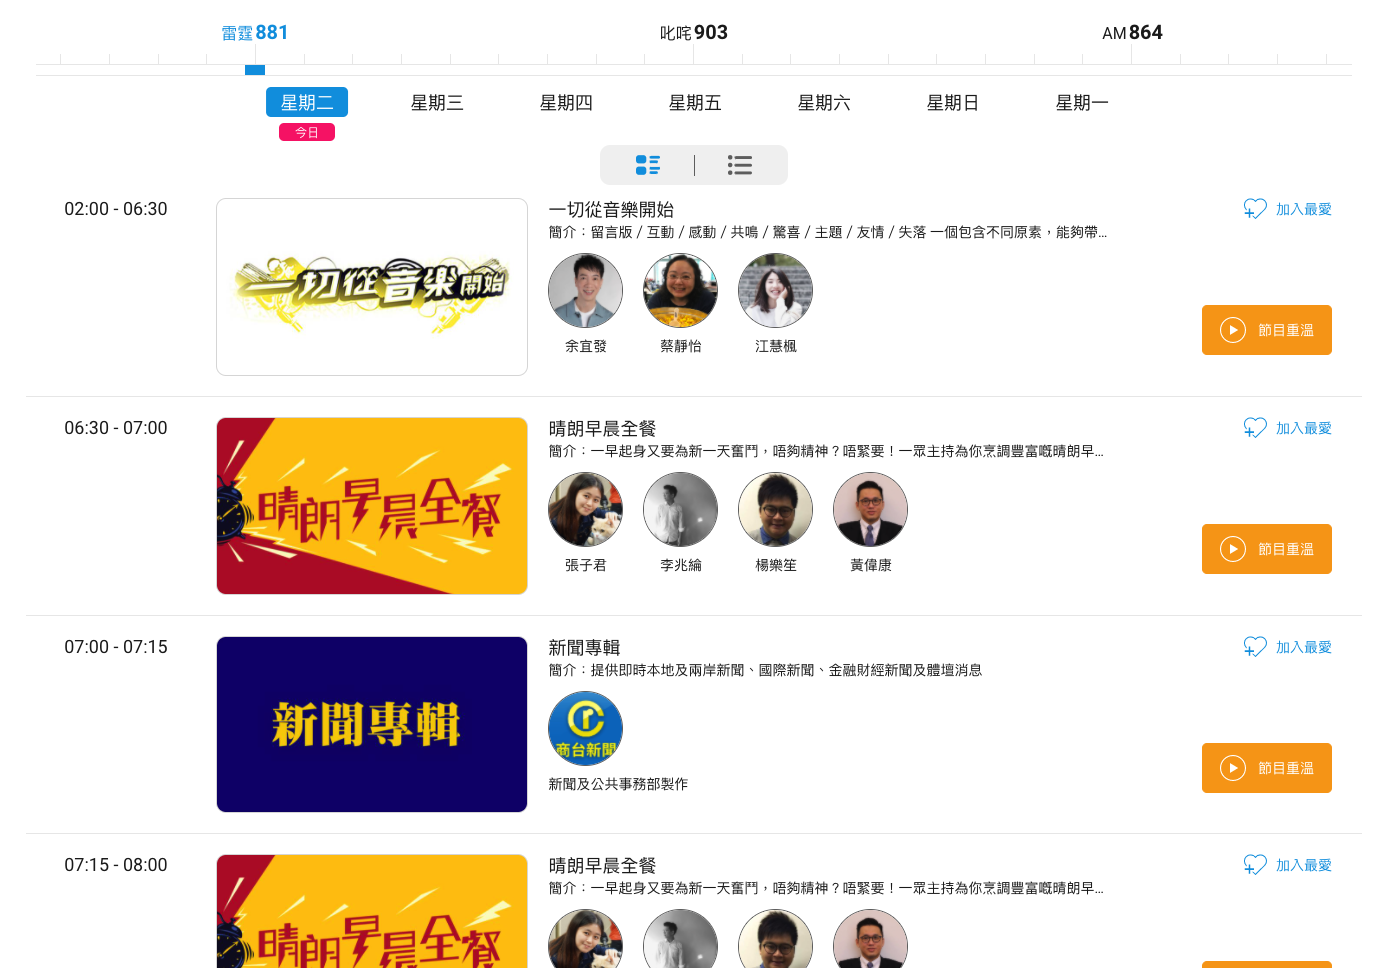 雷霆881
叱咤903
AM864
星期二
星期三
星期四
星期五
星期六
星期日
星期一
今日
02:00 - 06:30
一切從音樂開始
一切從音樂開始
簡介：留言版 / 互動 / 感動 / 共鳴 / 驚喜 / 主題 / 友情 / 失落 一個包含不同原素，能夠帶...
余宜發
蔡靜怡
江慧楓
加入最愛
節目重溫
06:30 - 07:00
晴朗早晨全餐
晴朗早晨全餐
簡介：一早起身又要為新一天奮鬥，唔夠精神？唔緊要！一眾主持為你烹調豐富嘅晴朗早...
張子君
李兆綸
楊樂笙
黃偉康
加入最愛
節目重溫
07:00 - 07:15
新聞專輯
新聞專輯
簡介：提供即時本地及兩岸新聞、國際新聞、金融財經新聞及體壇消息
商台新聞
新聞及公共事務部製作
加入最愛
節目重溫
07:15 - 08:00
晴朗早晨全餐
晴朗早晨全餐
簡介：一早起身又要為新一天奮鬥，唔夠精神？唔緊要！一眾主持為你烹調豐富嘅晴朗早...
加入最愛